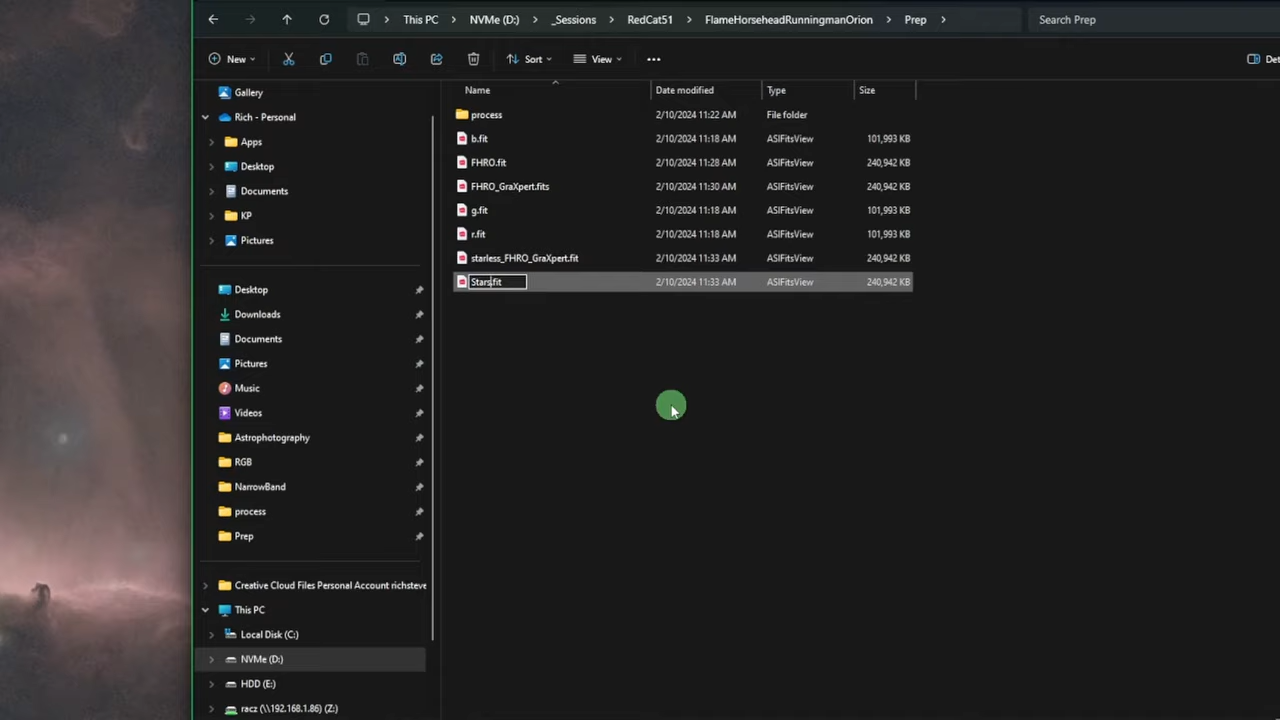 This PC > NVMe (D:) > _Sessions > RedCat51 > FlameHorseheadRunningmanOrion > Prep >
Search Prep
New
Sort
View
Det
Name Date modified Type Size
process 2/10/2024 11:22 AM File folder
b.fit 2/10/2024 11:18 AM ASIFitsView 101,993 KB
FHRO.fit 2/10/2024 11:28 AM ASIFitsView 240,942 KB
FHRO_GraXpert.fits 2/10/2024 11:30 AM ASIFitsView 240,942 KB
g.fit 2/10/2024 11:18 AM ASIFitsView 101,993 KB
r.fit 2/10/2024 11:18 AM ASIFitsView 101,993 KB
starless_FHRO_GraXpert.fit 2/10/2024 11:33 AM ASIFitsView 240,942 KB
Stars.fit 2/10/2024 11:33 AM ASIFitsView 240,942 KB
Gallery
Rich - Personal
Apps
Desktop
Documents
KP
Pictures
Desktop
Downloads
Documents
Pictures
Music
Videos
Astrophotography
RGB
NarrowBand
process
Prep
Creative Cloud Files Personal Account richsteve
This PC
Local Disk (C:)
NVMe (D:)
HDD (E:)
racz (\\192.168.1.86) (Z:)